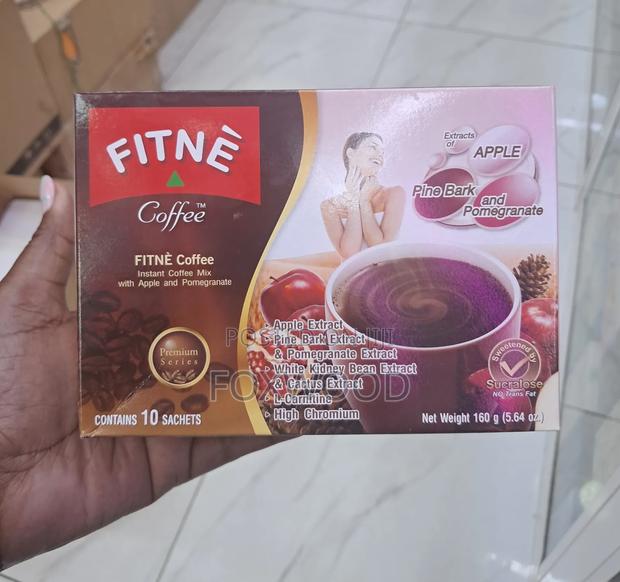 FITNÈ
Coffee™
FITNÈ Coffee
Instant Coffee Mix
with Apple and Pomegranate
Premium
Series
CONTAINS 10 SACHETS
Extracts
of
APPLE
Pine Bark
and
Pomegranate
• Apple Extract
• Pine Bark Extract
& Pomegranate Extract
• White Kidney Bean Extract
& Cactus Extract
• L-Carnitine
• High Chromium
Sweetened by
Sucralose
NO Trans Fat
Net Weight 160 g (5.64 oz.)